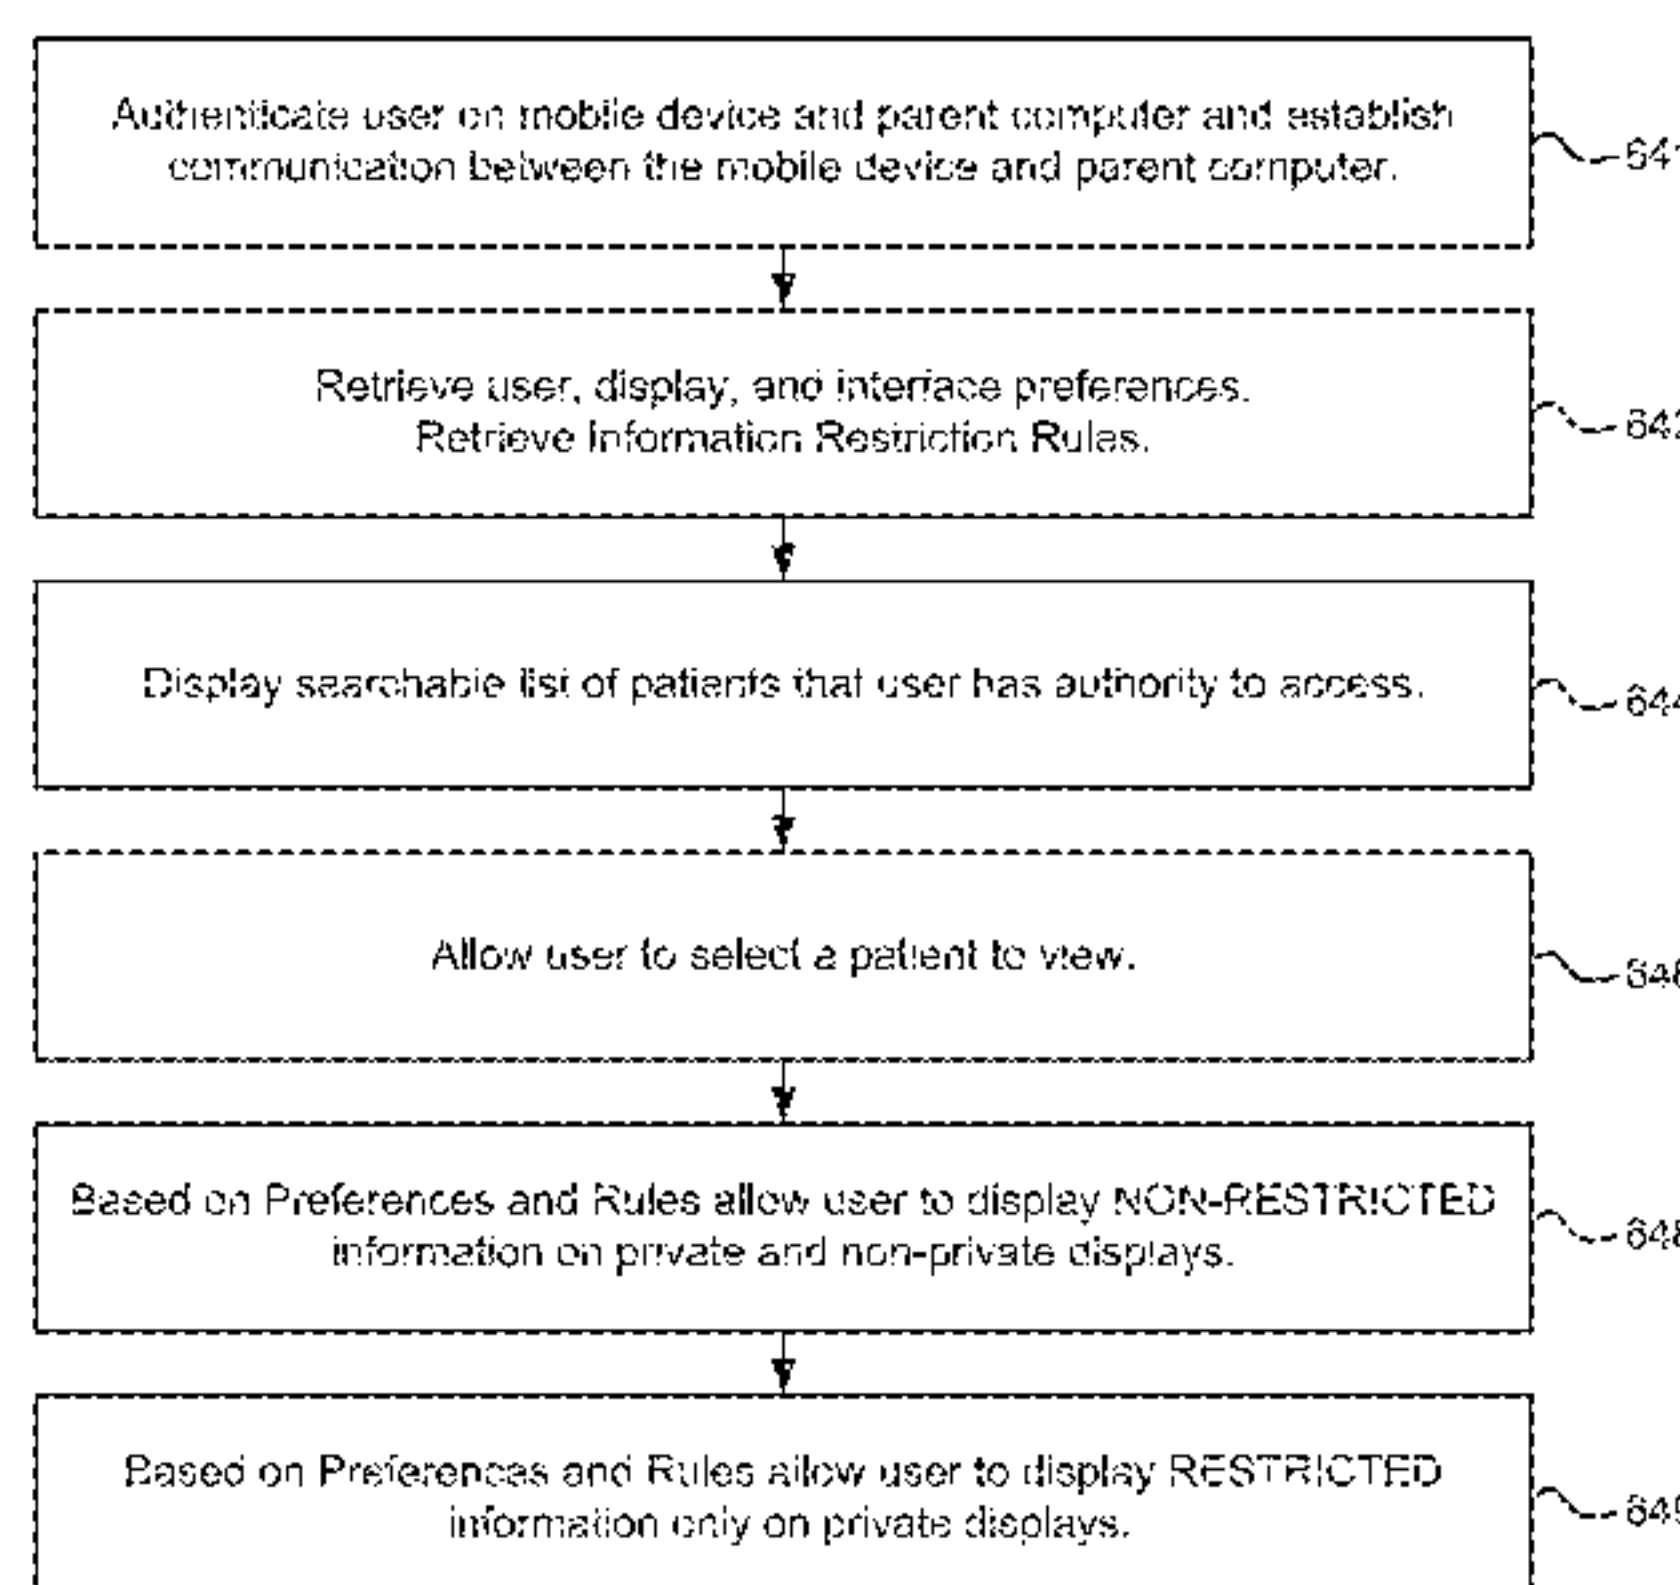 Authenticate user on mobile device and parent computer and establish
communication between the mobile device and parent computer.
641
Retrieve user, display, and interface preferences.
Retrieve Information Restriction Rules.
642
Display searchable list of patients that user has authority to access.
644
Allow user to select a patient to view.
Based on Preferences and Rules allow user to display NON-RESTRICTED
information on private and non-private displays.
Based on Preferences and Rules allow user to display RESTRICTED
information only on private displays.